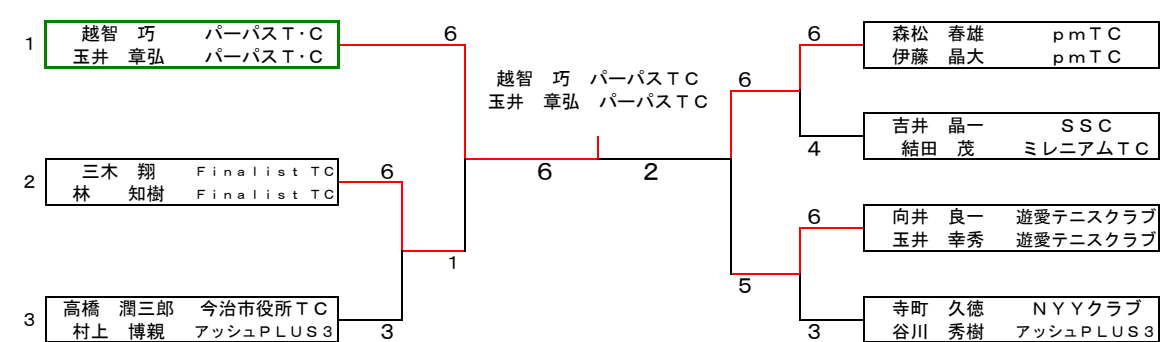 1
越智　巧　パーパスＴ・Ｃ
玉井　章弘　パーパスＴ・Ｃ
6
2
三木　翔　Ｆｉｎａｌｉｓｔ ＴＣ
林　知樹　Ｆｉｎａｌｉｓｔ ＴＣ
6
1
3
高橋　潤三郎　今治市役所ＴＣ
村上　博親　アッシュＰＬＵＳ３
3
越智　巧　パーパスＴＣ
玉井　章弘　パーパスＴＣ
6
2
6
森松　春雄　ｐｍＴＣ
伊藤　晶大　ｐｍＴＣ
6
4
吉井　晶一　ＳＳＣ
結田　茂　ミレニアムＴＣ
6
向井　良一　遊愛テニスクラブ
玉井　幸秀　遊愛テニスクラブ
5
3
寺町　久徳　ＮＹＹクラブ
谷川　秀樹　アッシュＰＬＵＳ３